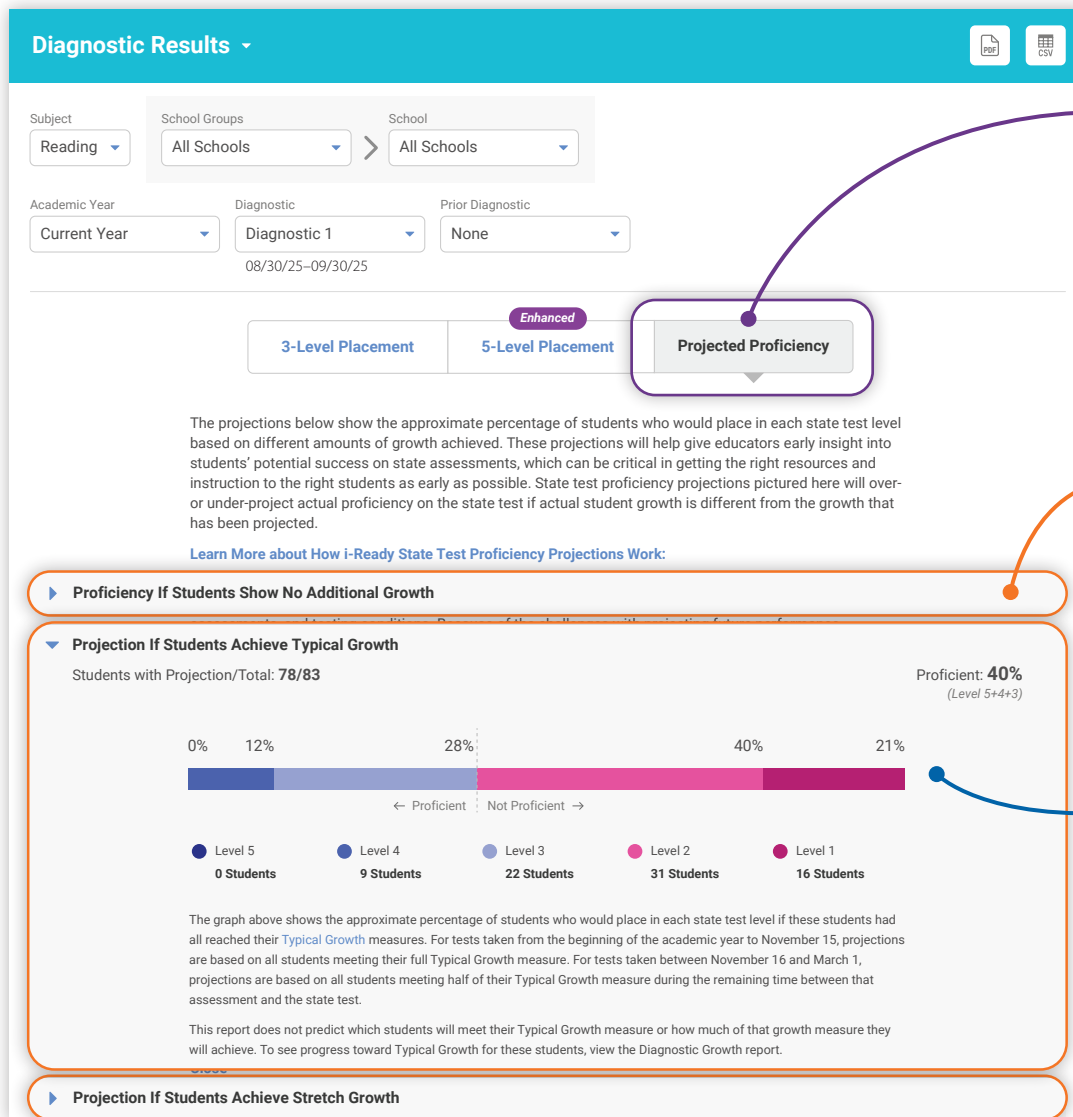 Diagnostic Results
PDF
CSV
Subject
School Groups
School
Reading
All Schools
All Schools
Academic Year
Diagnostic
Prior Diagnostic
Current Year
Diagnostic 1
None
08/30/25–09/30/25
Enhanced
3-Level Placement
5-Level Placement
Projected Proficiency
The projections below show the approximate percentage of students who would place in each state test level
based on different amounts of growth achieved. These projections will help give educators early insight into
students' potential success on state assessments, which can be critical in getting the right resources and
instruction to the right students as early as possible. State test proficiency projections pictured here will over-
or under-project actual proficiency on the state test if actual student growth is different from the growth that
has been projected.
Learn More about How i-Ready State Test Proficiency Projections Work:
Proficiency If Students Show No Additional Growth
Projection If Students Achieve Typical Growth
Students with Projection/Total: 78/83
Proficient: 40%
(Level 5+4+3)
0% 12% 28% 40% 21%
← Proficient Not Proficient →
Level 5 Level 4 Level 3 Level 2 Level 1
0 Students 9 Students 22 Students 31 Students 16 Students
The graph above shows the approximate percentage of students who would place in each state test level if these students had
all reached their Typical Growth measures. For tests taken from the beginning of the academic year to November 15, projections
are based on all students meeting their full Typical Growth measure. For tests taken between November 16 and March 1,
projections are based on all students meeting half of their Typical Growth measure during the remaining time between that
assessment and the state test.
This report does not predict which students will meet their Typical Growth measure or how much of that growth measure they
will achieve. To see progress toward Typical Growth for these students, view the Diagnostic Growth report.
Projection If Students Achieve Stretch Growth